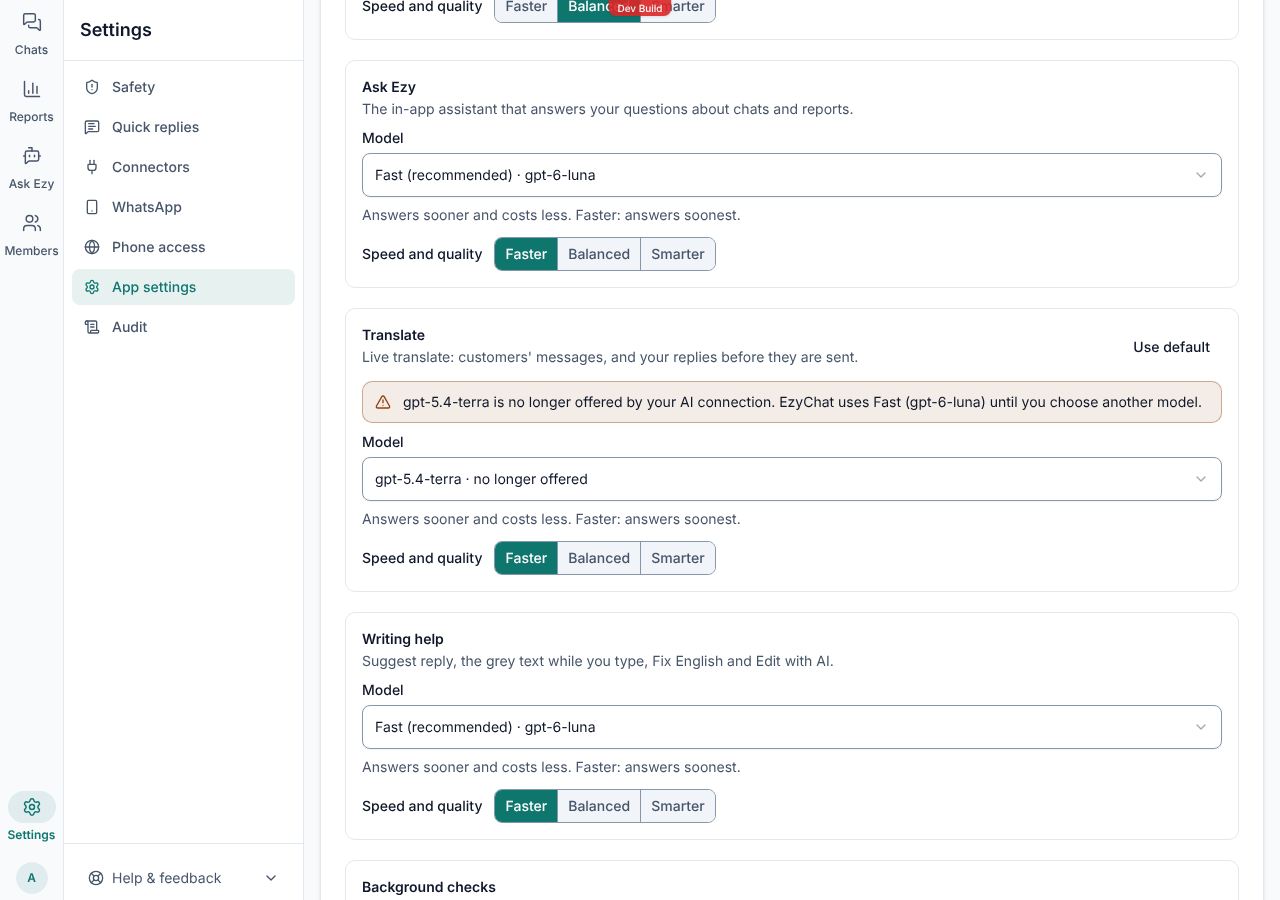 Chats
Reports
Ask Ezy
Members
Settings
A
Settings
Safety
Quick replies
Connectors
WhatsApp
Phone access
App settings
Audit
Help & feedback
Speed and quality Faster
Dev Build
Ask Ezy
The in-app assistant that answers your questions about chats and reports.
Model
Fast (recommended) · gpt-6-luna
Answers sooner and costs less. Faster: answers soonest.
Speed and quality Faster Balanced Smarter
Translate
Live translate: customers' messages, and your replies before they are sent.
Use default
gpt-5.4-terra is no longer offered by your AI connection. EzyChat uses Fast (gpt-6-luna) until you choose another model.
Model
gpt-5.4-terra · no longer offered
Answers sooner and costs less. Faster: answers soonest.
Speed and quality Faster Balanced Smarter
Writing help
Suggest reply, the grey text while you type, Fix English and Edit with AI.
Model
Fast (recommended) · gpt-6-luna
Answers sooner and costs less. Faster: answers soonest.
Speed and quality Faster Balanced Smarter
Background checks